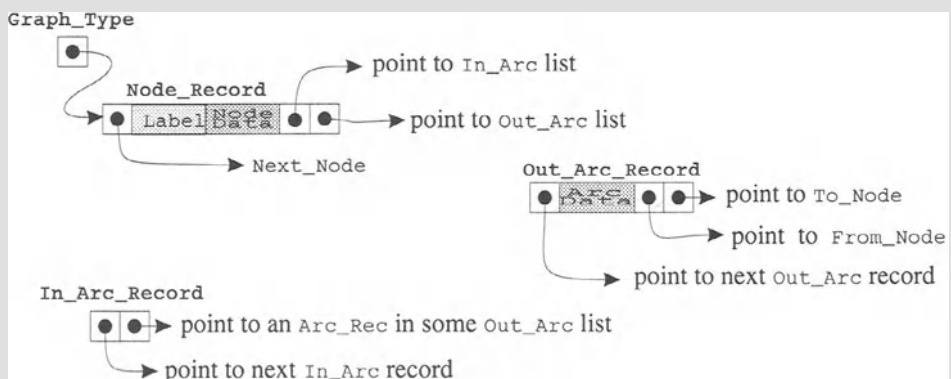 Graph_Type
point to In_Arc list
Node_Record
Label Node Data
point to Out_Arc list
Next_Node
Out_Arc_Record
Arc Data
point to To_Node
point to From_Node
point to next Out_Arc record
In_Arc_Record
point to an Arc_Rec in some Out_Arc list
point to next In_Arc record